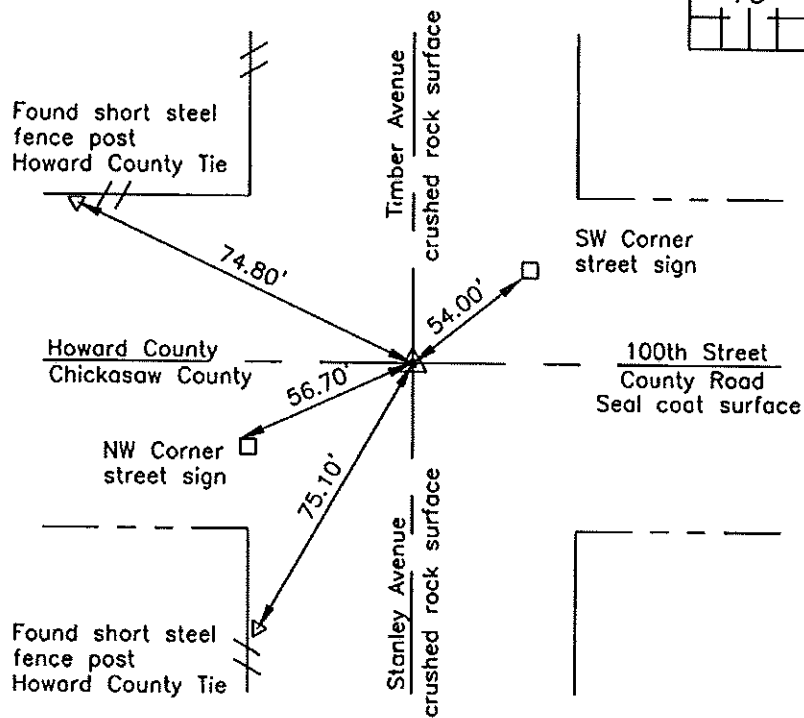 Found short steel
fence post
Howard County Tie
Timber Avenue
crushed rock surface
SW Corner
street sign
74.80'
54.00'
Howard County
Chickasaw County
100th Street
County Road
Seal coat surface
56.70'
NW Corner
street sign
75.10'
Stanley Avenue
crushed rock surface
Found short steel
fence post
Howard County Tie